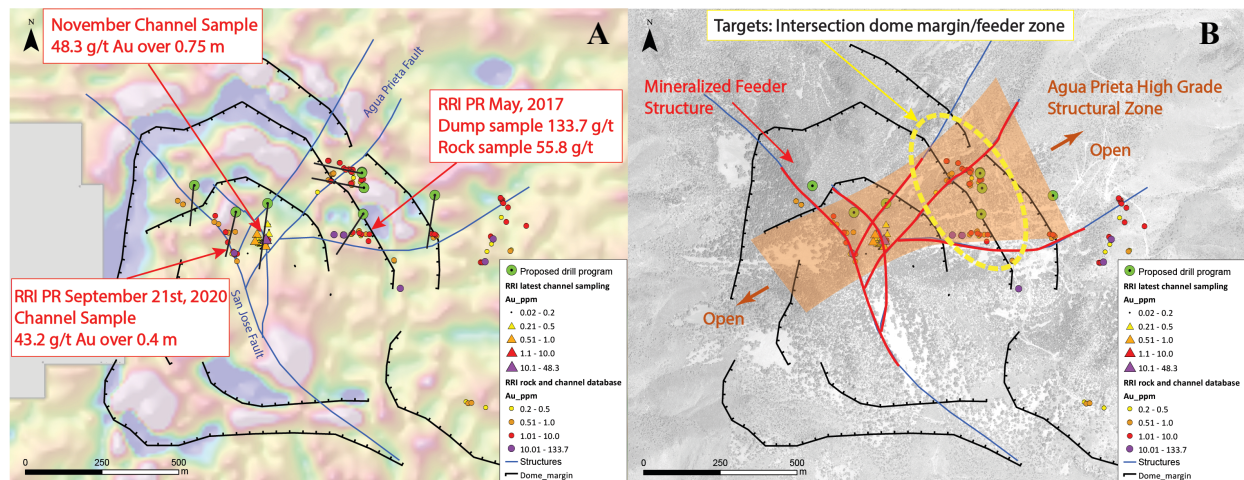 November Channel Sample
48.3 g/t Au over 0.75 m
N
A
Agua Prieta Fault
RRI PR May, 2017
Dump sample 133.7 g/t
Rock sample 55.8 g/t
RRI PR September 21st, 2020
Channel Sample
43.2 g/t Au over 0.4 m
San Jose Fault
Proposed drill program
RRI latest channel sampling
Au_ppm
0.02 - 0.2
0.21 - 0.5
0.51 - 1.0
1.1 - 10.0
10.1 - 48.3
RRI rock and channel database
Au_ppm
0.2 - 0.5
0.51 - 1.0
1.01 - 10.0
10.01 - 133.7
Structures
Dome_margin
0 250 500
m
Targets: Intersection dome margin/feeder zone
N
B
Mineralized Feeder
Structure
Agua Prieta High Grade
Structural Zone
Open
Open
Proposed drill program
RRI latest channel sampling
Au_ppm
0.02 - 0.2
0.21 - 0.5
0.51 - 1.0
1.1 - 10.0
10.1 - 48.3
RRI rock and channel database
Au_ppm
0.2 - 0.5
0.51 - 1.0
1.01 - 10.0
10.01 - 133.7
Structures
Dome_margin
0 250 500
m